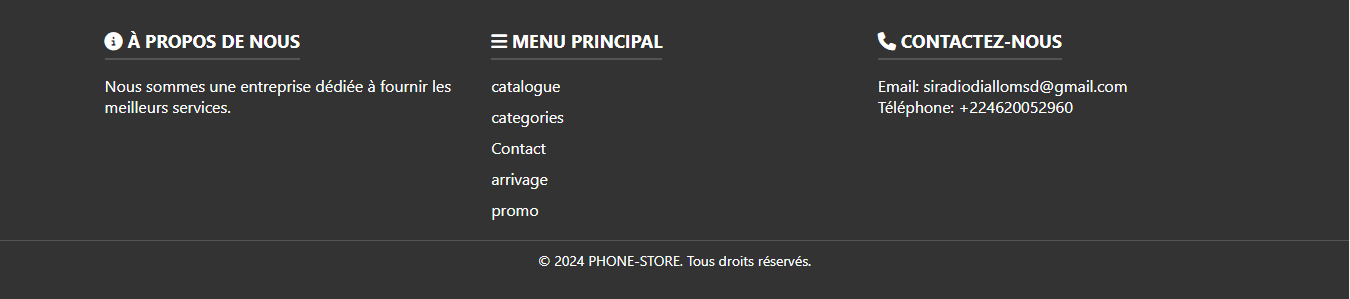 À PROPOS DE NOUS
Nous sommes une entreprise dédiée à fournir les
meilleurs services.
MENU PRINCIPAL
catalogue
categories
Contact
arrivage
promo
CONTACTEZ-NOUS
Email: siradiodiallomsd@gmail.com
Téléphone: +224620052960
© 2024 PHONE-STORE. Tous droits réservés.